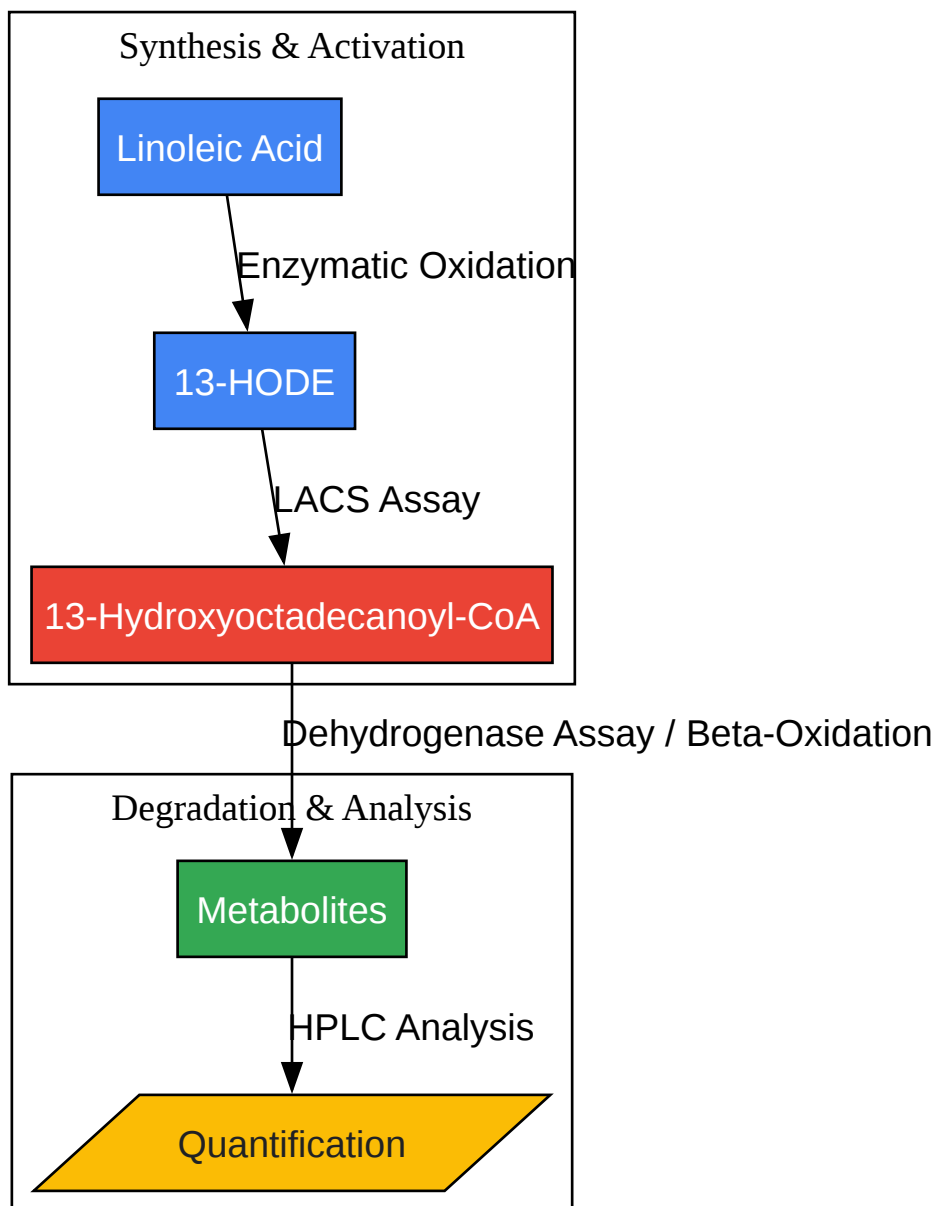 Synthesis & Activation
Linoleic Acid
Enzymatic Oxidation
13-HODE
LACS Assay
13-Hydroxyoctadecanoyl-CoA
Dehydrogenase Assay / Beta-Oxidation
Degradation & Analysis
Metabolites
HPLC Analysis
Quantification